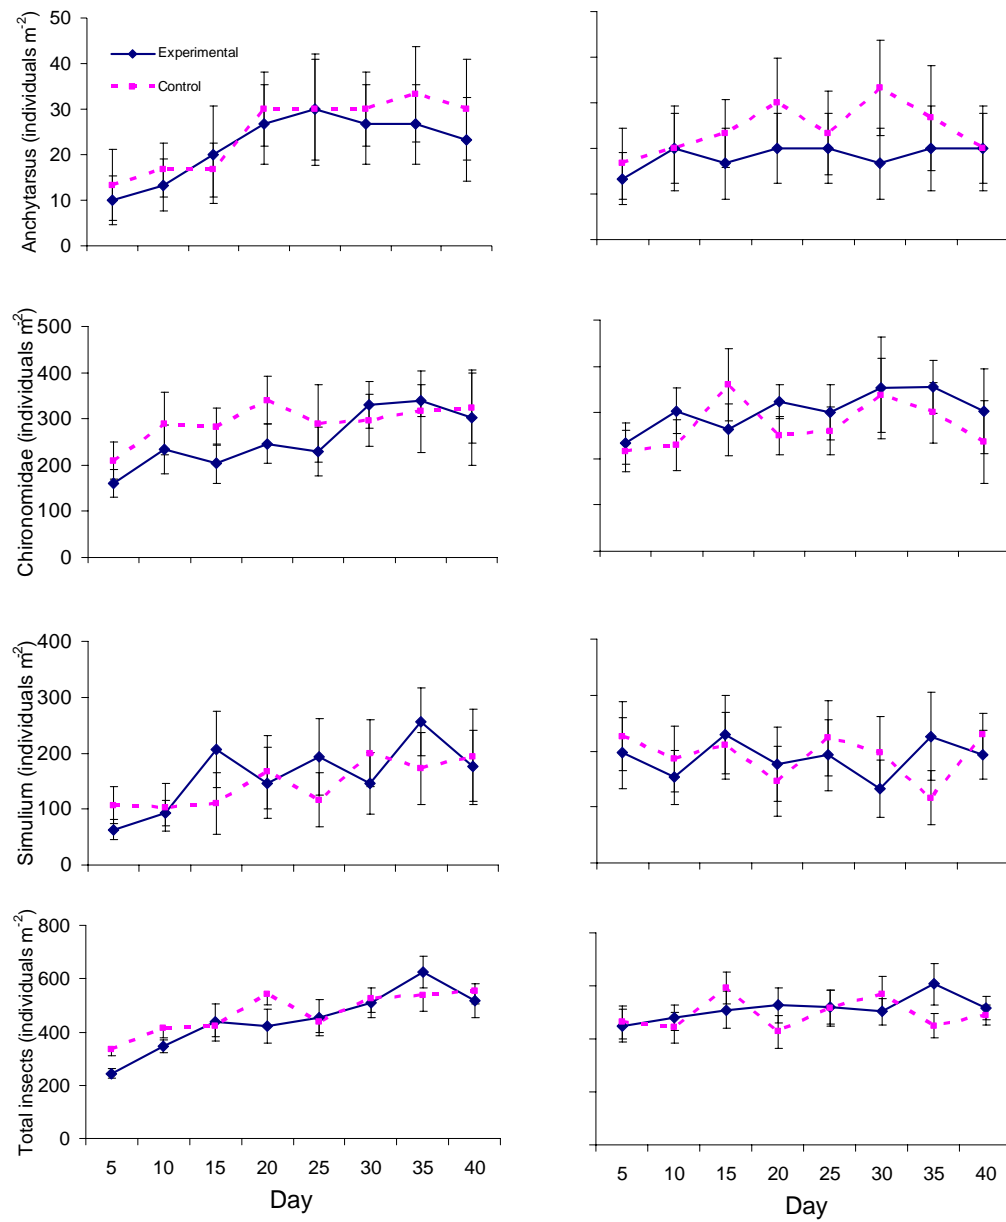 Anchytarsus (individuals m-2)
50
40
30
20
10
0
Experimental
Control
Chironomidae (individuals m-2)
500
400
300
200
100
0
Simulium (individuals m-2)
400
300
200
100
0
Total insects (individuals m-2)
800
600
400
200
0
5 10 15 20 25 30 35 40
Day
5 10 15 20 25 30 35 40
Day